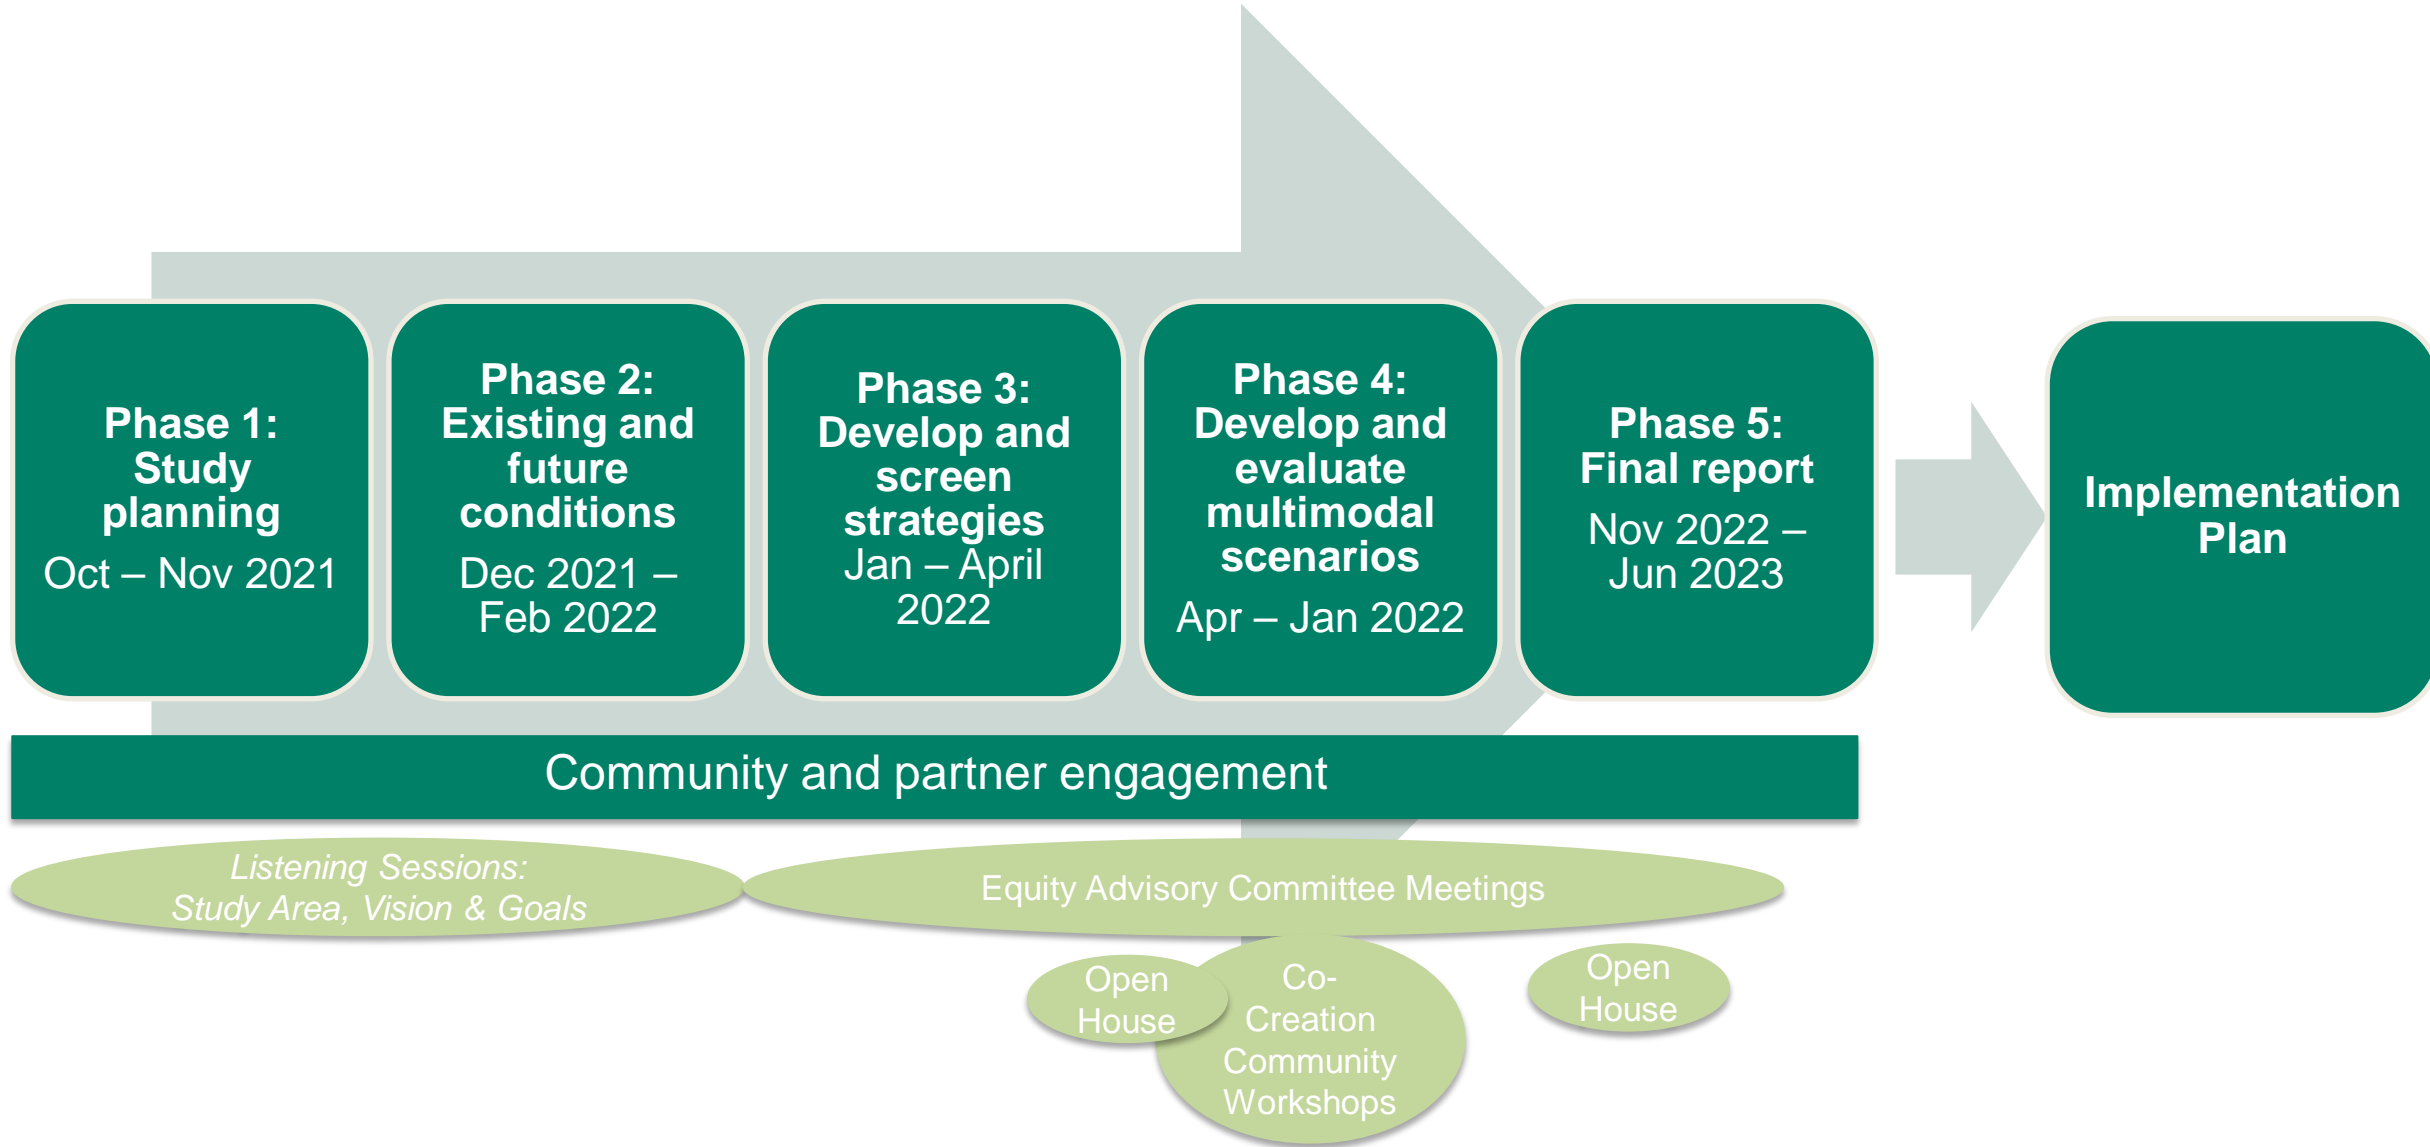 Phase 1:
Study
planning
Oct – Nov 2021
Phase 2:
Existing and
future
conditions
Dec 2021 –
Feb 2022
Phase 3:
Develop and
screen
strategies
Jan – April
2022
Phase 4:
Develop and
evaluate
multimodal
scenarios
Apr – Jan 2022
Phase 5:
Final report
Nov 2022 –
Jun 2023
Implementation
Plan
Community and partner engagement
Listening Sessions:
Study Area, Vision & Goals
Equity Advisory Committee Meetings
Open
House
Co-
Creation
Community
Workshops
Open
House